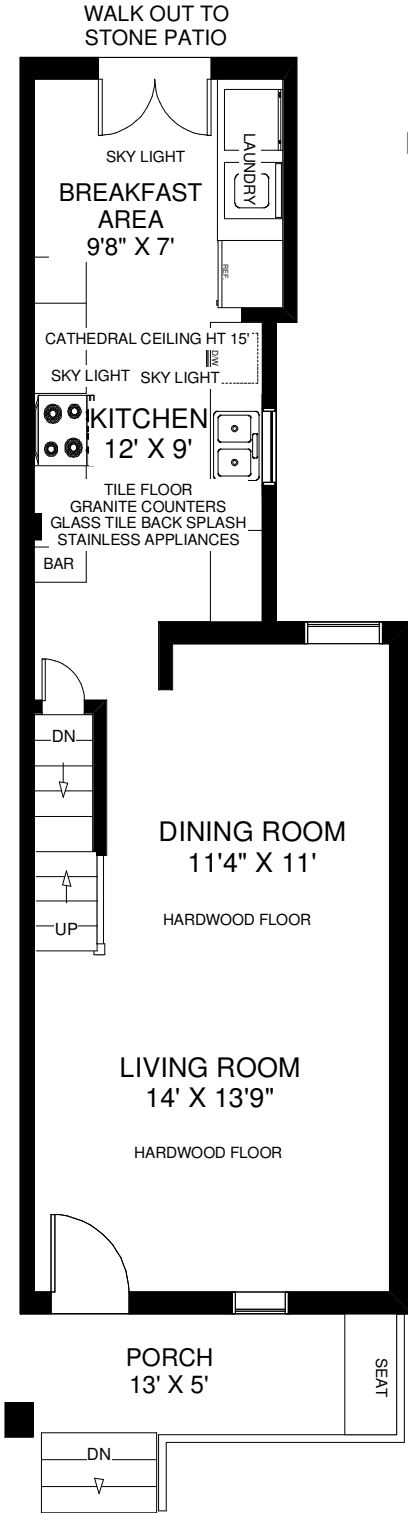 WALK OUT TO
STONE PATIO
SKY LIGHT
LAUNDRY
BREAKFAST
AREA
9'8" X 7'
REF
CATHEDRAL CEILING HT 15'
D/W
SKY LIGHT
SKY LIGHT
KITCHEN
12' X 9'
TILE FLOOR
GRANITE COUNTERS
GLASS TILE BACK SPLASH
STAINLESS APPLIANCES
BAR
DN
DINING ROOM
11'4" X 11'
HARDWOOD FLOOR
UP
LIVING ROOM
14' X 13'9"
HARDWOOD FLOOR
PORCH
13' X 5'
SEAT
DN